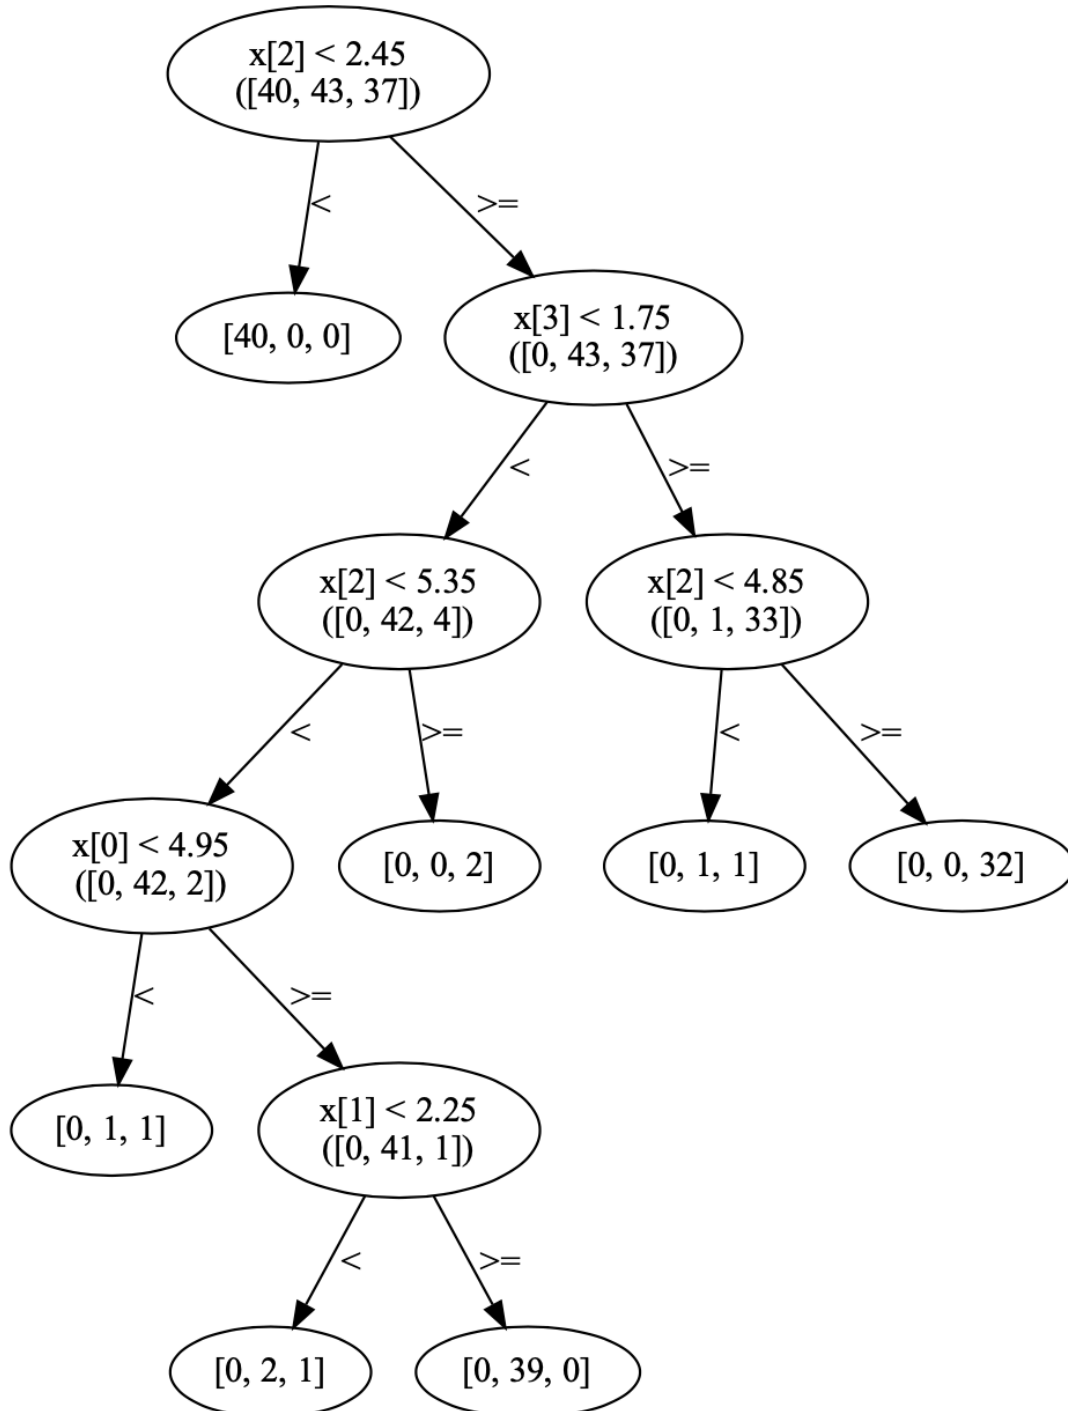 x[2] < 2.45
([40, 43, 37])
<
>=
[40, 0, 0]
x[3] < 1.75
([0, 43, 37])
<
>=
x[2] < 5.35
([0, 42, 4])
x[2] < 4.85
([0, 1, 33])
<
>=
<
>=
x[0] < 4.95
([0, 42, 2])
[0, 0, 2]
[0, 1, 1]
[0, 0, 32]
<
>=
[0, 1, 1]
x[1] < 2.25
([0, 41, 1])
<
>=
[0, 2, 1]
[0, 39, 0]